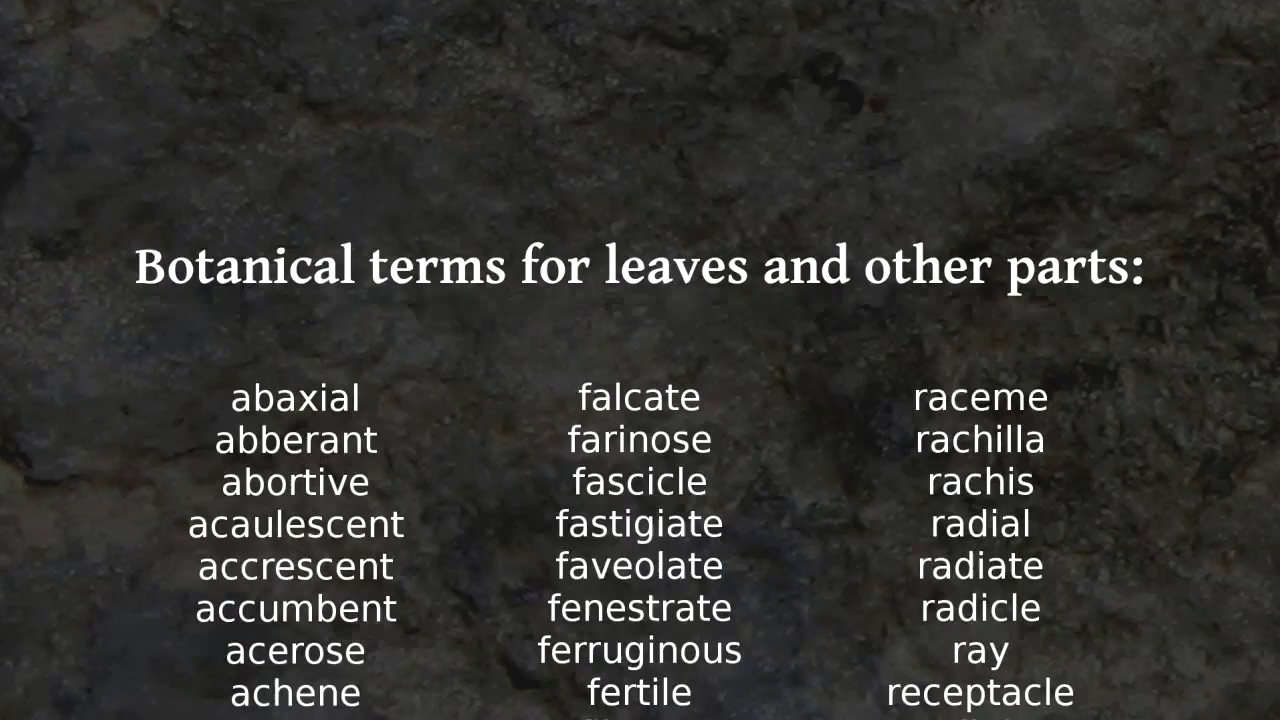 Botanical terms for leaves and other parts:
abaxial
abberant
abortive
acaulescent
accrescent
accumbent
acerose
achene
falcate
farinose
fascicle
fastigiate
faveolate
fenestrate
ferruginous
fertile
raceme
rachilla
rachis
radial
radiate
radicle
ray
receptacle